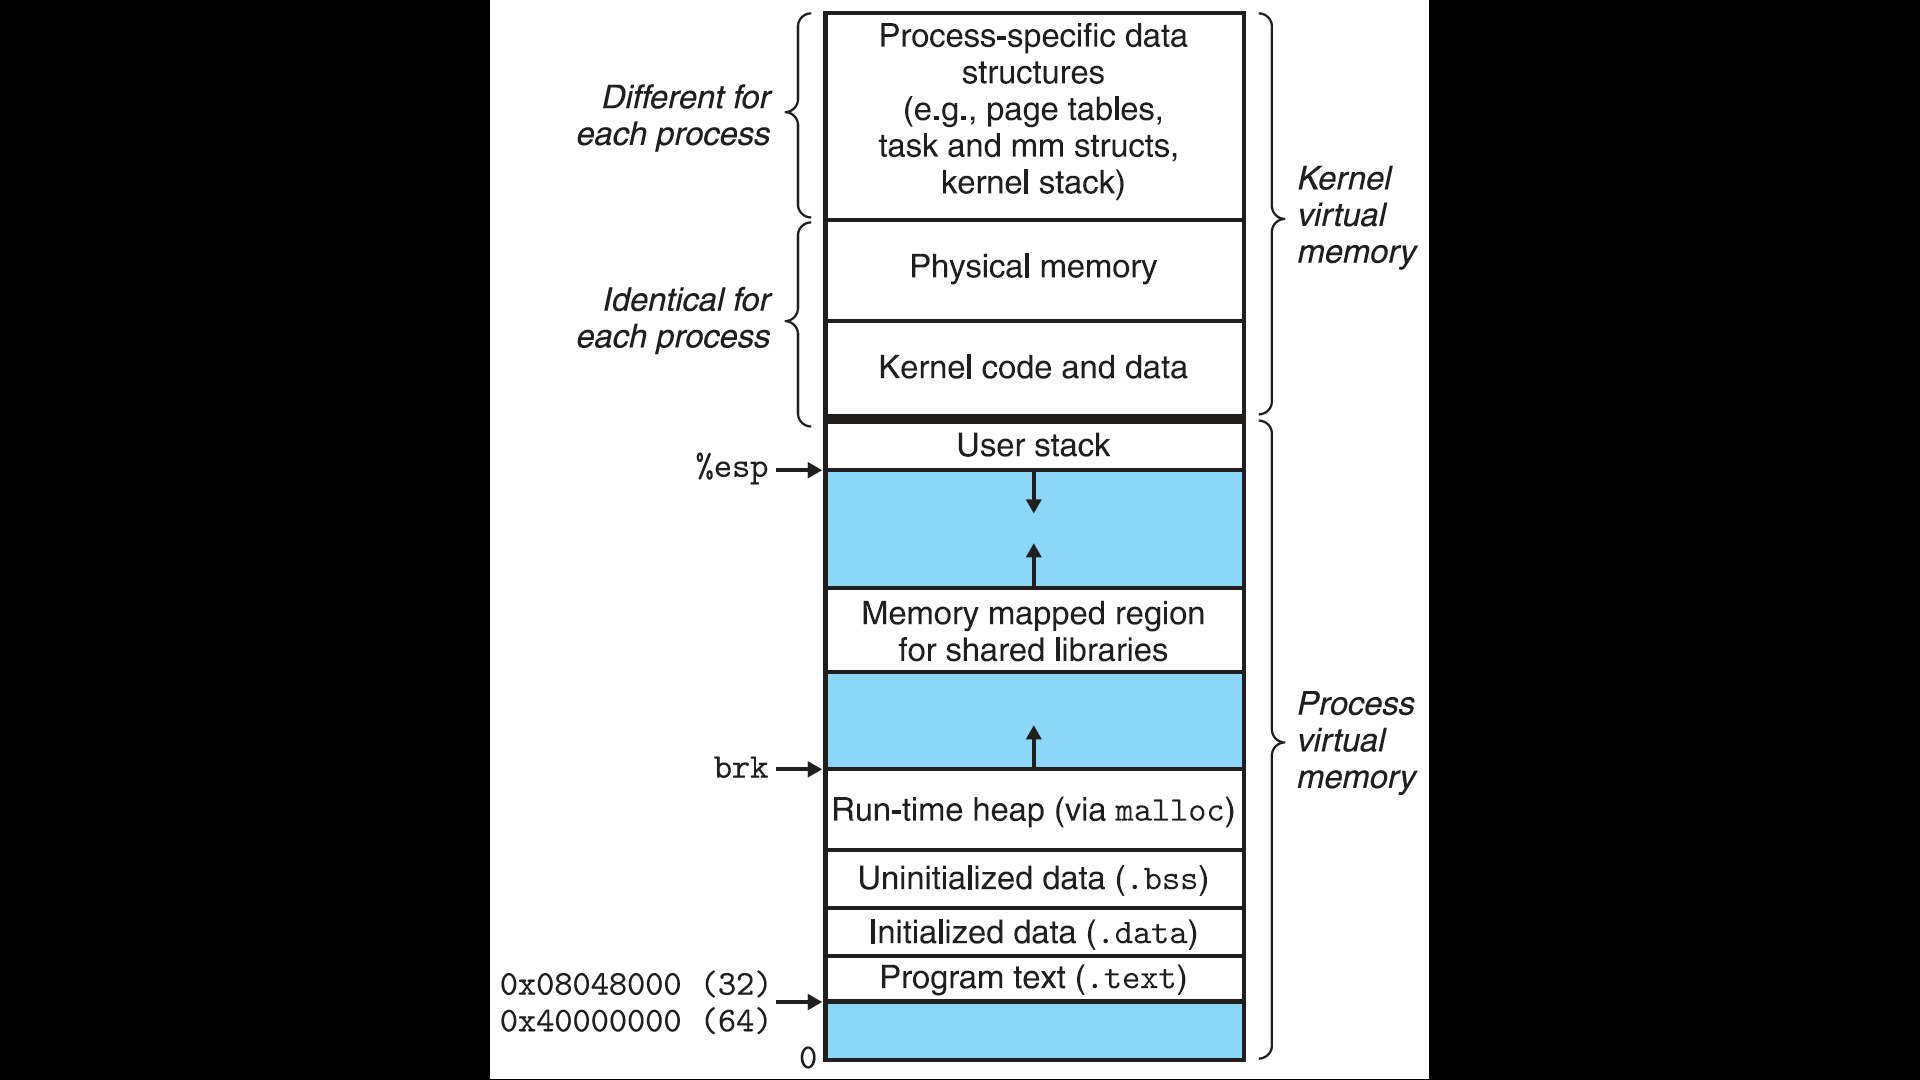 Process-specific data
structures
(e.g., page tables,
task and mm structs,
kernel stack)
Different for
each process
Kernel
virtual
memory
Physical memory
Identical for
each process
Kernel code and data
User stack
%esp
Memory mapped region
for shared libraries
Process
virtual
memory
brk
Run-time heap (via malloc)
Uninitialized data (.bss)
Initialized data (.data)
Program text (.text)
0x08048000 (32)
0x40000000 (64)
0